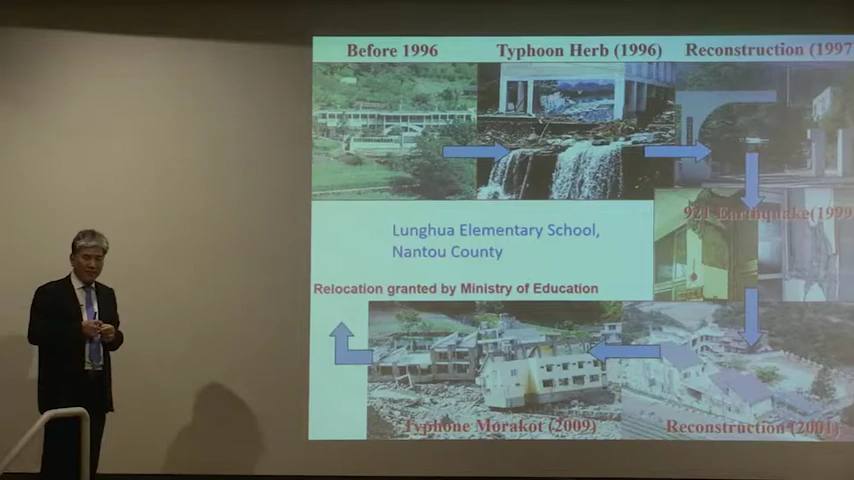 Before 1996
Typhoon Herb (1996)
Reconstruction (1997
921 Earthquake(1999
Lunghua Elementary School,
Nantou County
Relocation granted by Ministry of Education
Typhone Morakot (2009)
Reconstruction (2001)